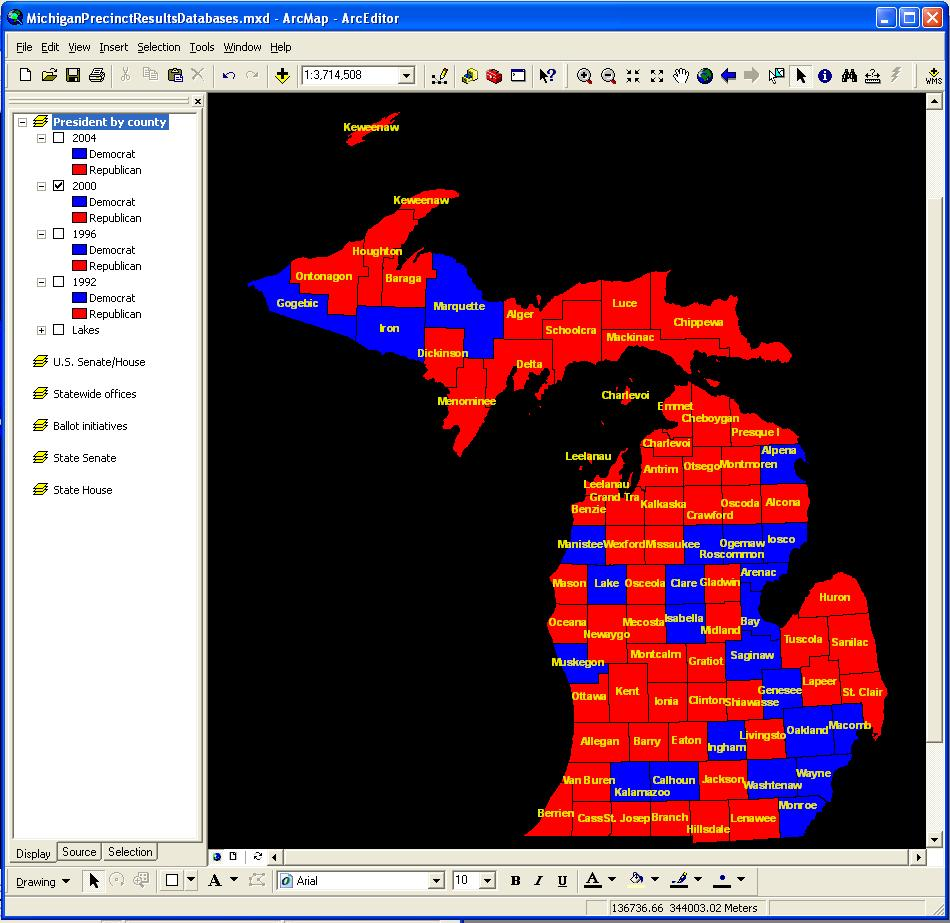 MichiganPrecinctResultsDatabases.mxd - ArcMap - ArcEditor
File Edit View Insert Selection Tools Window Help
1:3,714,508
WMS
President by county
2004
Democrat
Republican
2000
Democrat
Republican
1996
Democrat
Republican
1992
Democrat
Republican
Lakes
U.S. Senate/House
Statewide offices
Ballot initiatives
State Senate
State House
Keweenaw
Keweenaw
Houghton
Ontonagon Baraga
Gogebic Marquette Luce
Iron Alger Chippewa
Schoolcra
Mackinac
Dickinson
Delta
Menominee Charlevoi
Emmet
Cheboygan
Presque I
Charlevoi
Alpena
Leelanau
Antrim Otsego Montmoren
Leelanau
Grand Tra
Benzie Kalkaska Oscoda Alcona
Crawford
Manistee Wexford Missaukee Ogemaw Iosco
Roscommon
Arenac
Mason Lake Osceola Clare Gladwin
Huron
Oceana Mecosta Isabella Bay
Newaygo Midland
Tuscola Sanilac
Muskegon Montcalm Gratiot Saginaw
Lapeer
Ottawa Kent Ionia Clinton Shiawasse Genesee St. Clair
Macomb
Allegan Barry Eaton Ingham Livingsto Oakland
Van Buren Calhoun Jackson Washtenaw Wayne
Kalamazoo
Monroe
Berrien Cass St. Josep Branch Lenawee
Hillsdale
Display Source Selection
Drawing A Arial 10 B I U A
136736.66 344003.02 Meters